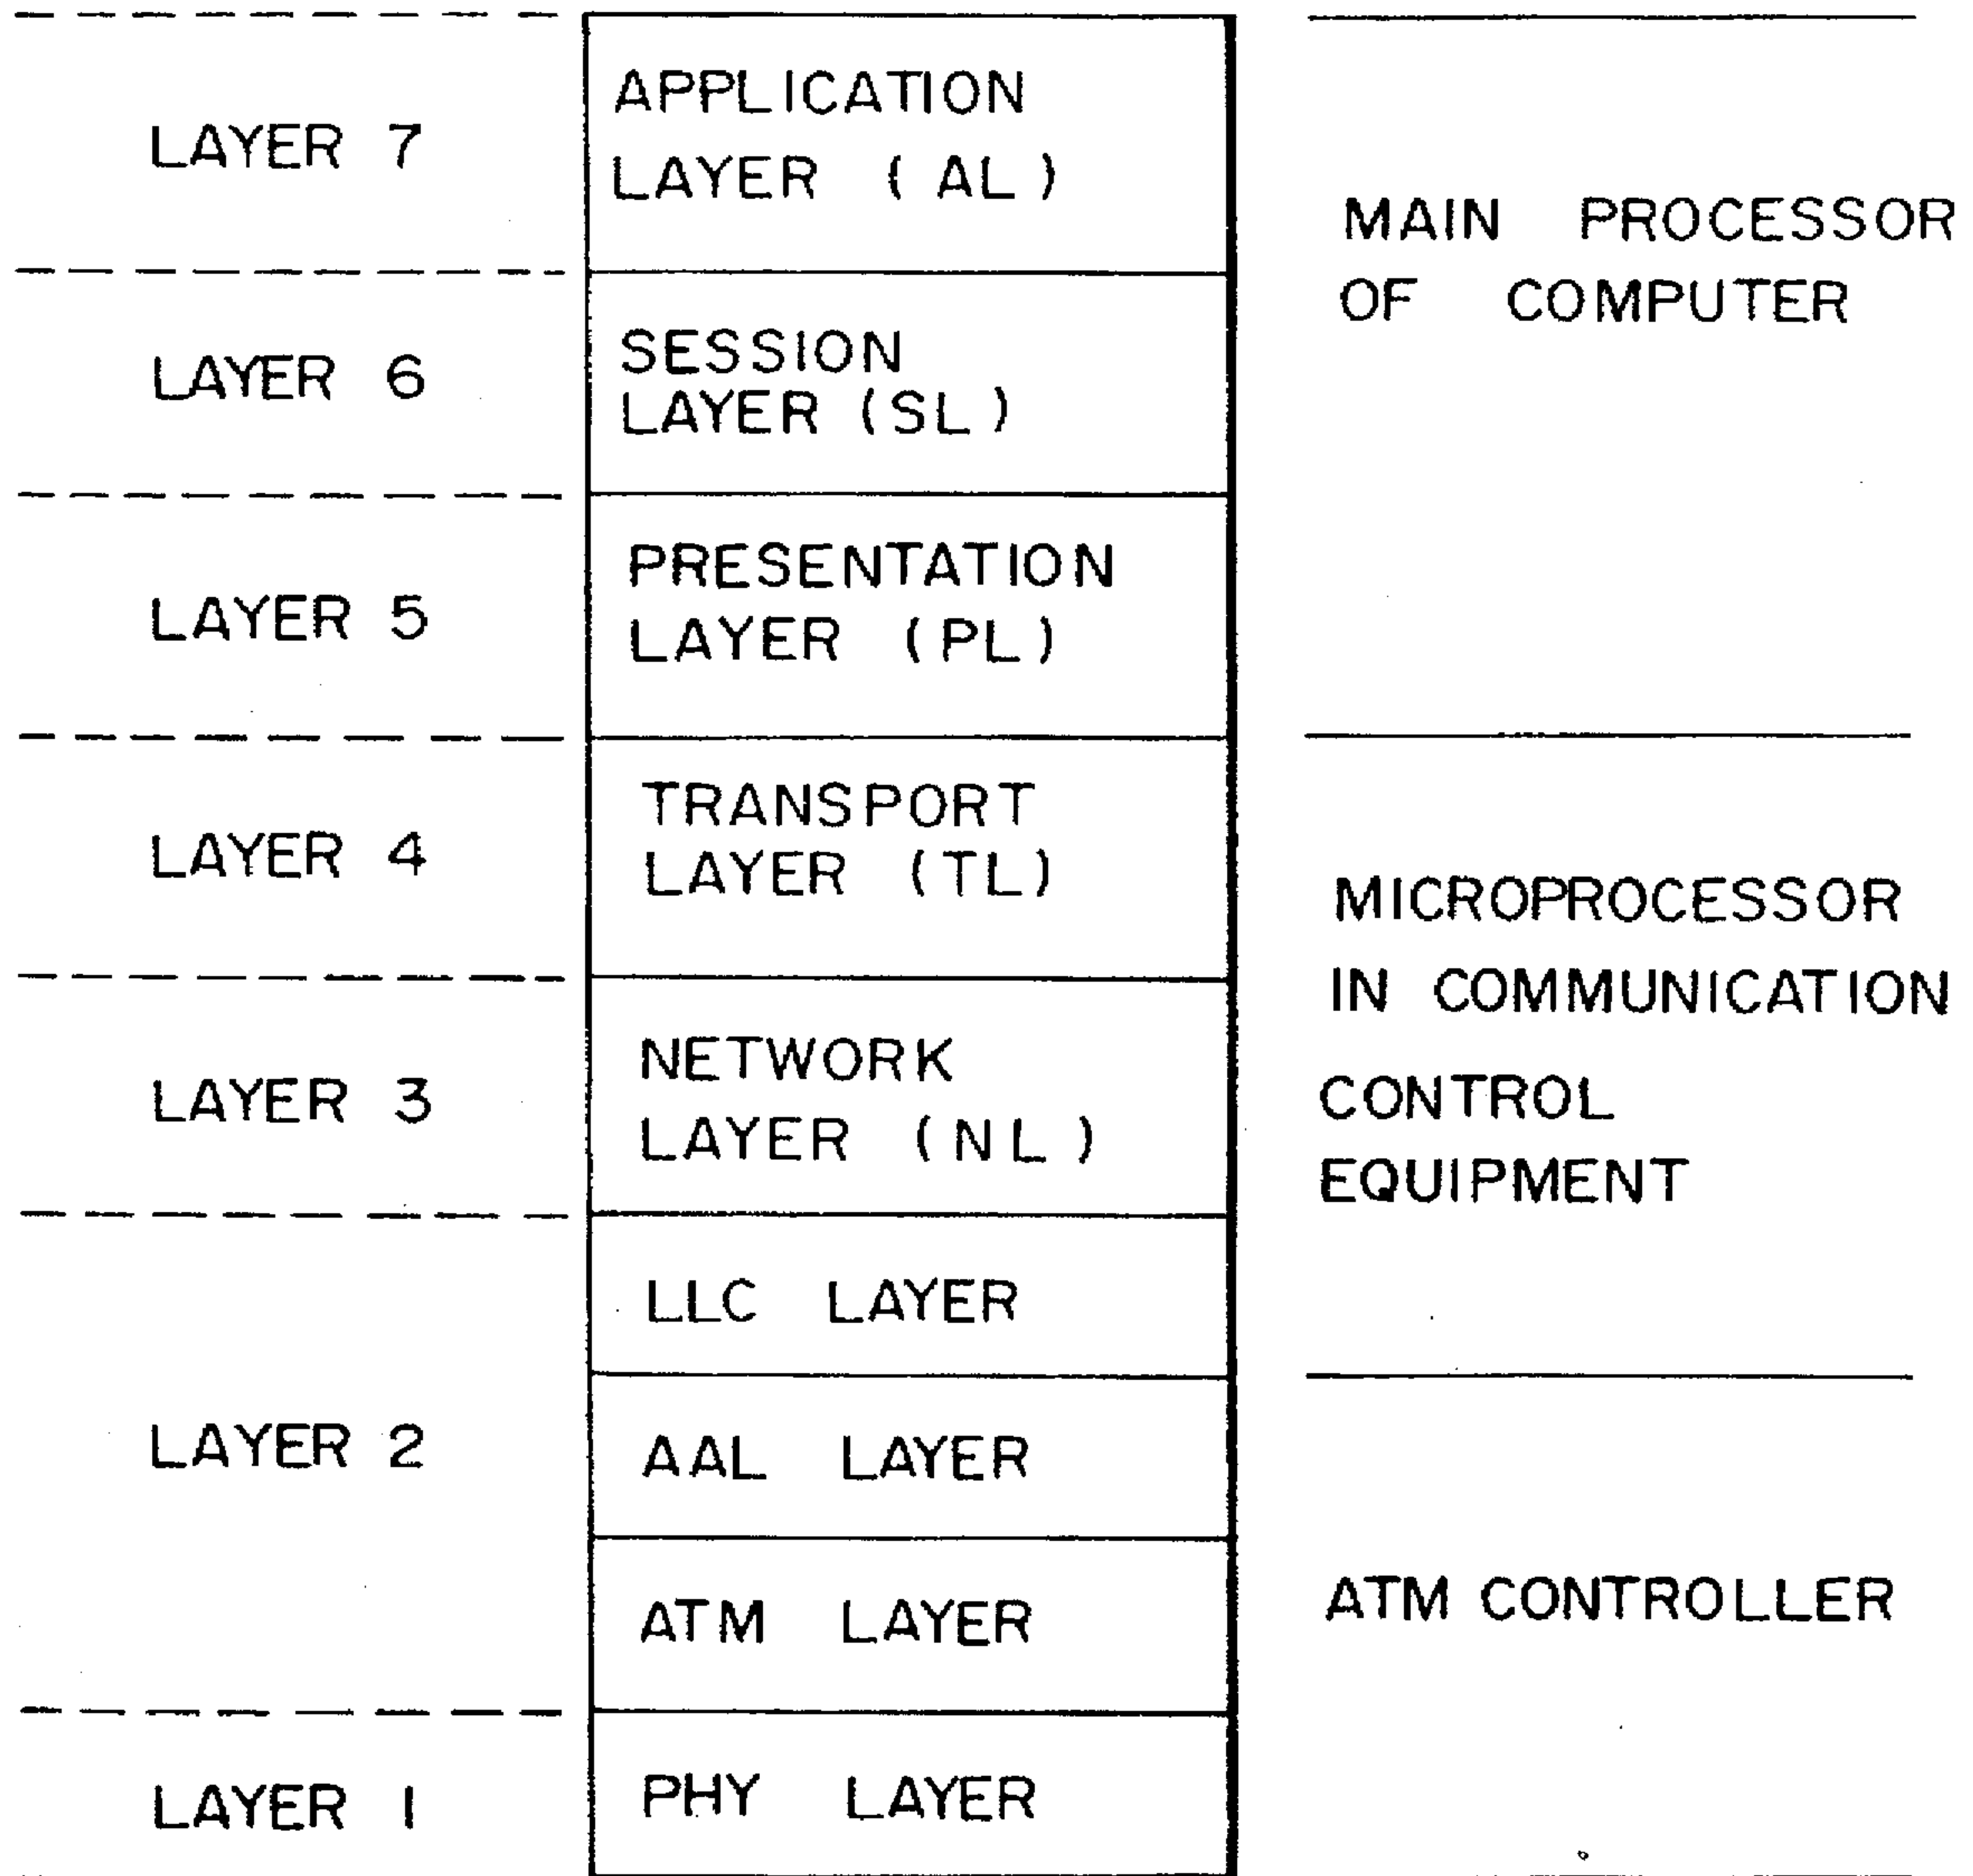 LAYER 7
APPLICATION
LAYER (AL)
MAIN PROCESSOR
OF COMPUTER
LAYER 6
SESSION
LAYER (SL)
LAYER 5
PRESENTATION
LAYER (PL)
LAYER 4
TRANSPORT
LAYER (TL)
MICROPROCESSOR
IN COMMUNICATION
CONTROL
EQUIPMENT
LAYER 3
NETWORK
LAYER (NL)
LAYER 2
LLC LAYER
AAL LAYER
ATM LAYER
ATM CONTROLLER
LAYER 1
PHY LAYER